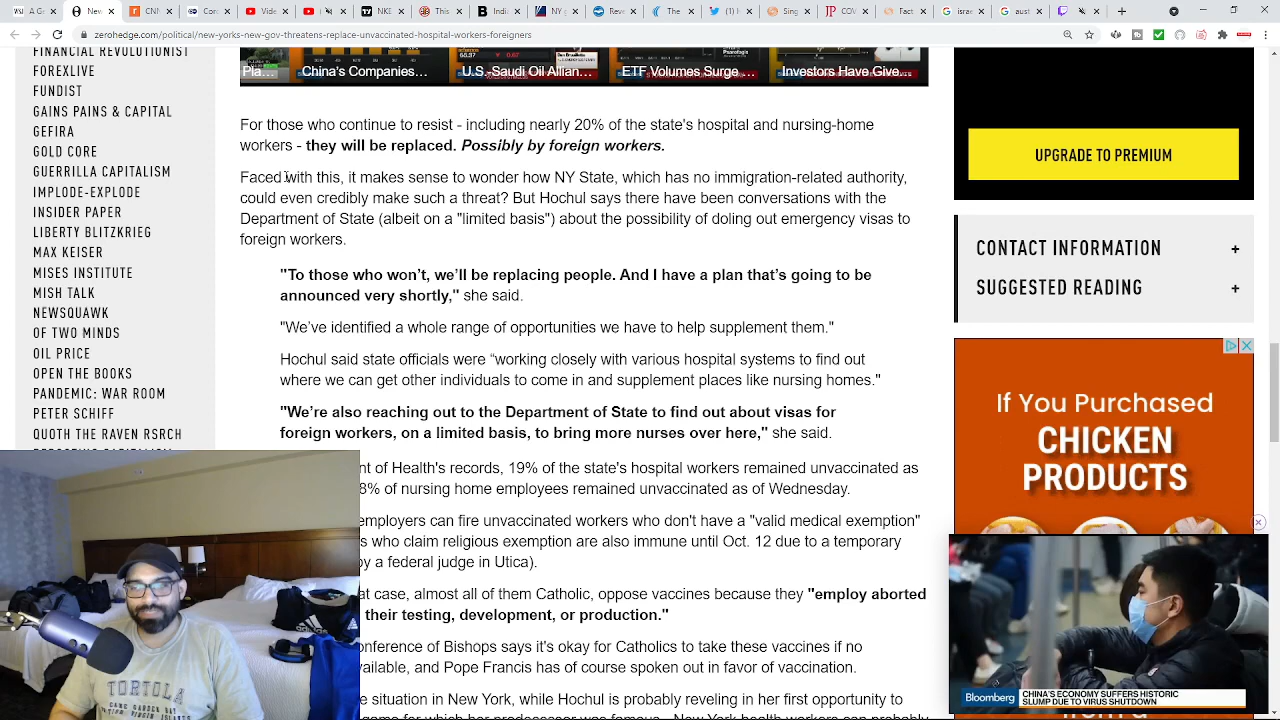 zerohedge.com/political/new-yorks-new-gov-threatens-replace-unvaccinated-hospital-workers-foreigners
FINANCIAL REVOLUTIONIST
FOREXLIVE
FUNDIST
GAINS PAINS & CAPITAL
GEFIRA
GOLD CORE
GUERRILLA CAPITALISM
IMPLODE-EXPLODE
INSIDER PAPER
LIBERTY BLITZKRIEG
MAX KEISER
MISES INSTITUTE
MISH TALK
NEWSQUAWK
OF TWO MINDS
OIL PRICE
OPEN THE BOOKS
PANDEMIC: WAR ROOM
PETER SCHIFF
QUOTH THE RAVEN RSRCH
Pla...
China's Companies...
U.S.-Saudi Oil Allian...
ETF Volumes Surge...
Investors Have Give...
For those who continue to resist - including nearly 20% of the state's hospital and nursing-home
workers - they will be replaced. Possibly by foreign workers.
Faced with this, it makes sense to wonder how NY State, which has no immigration-related authority,
could even credibly make such a threat? But Hochul says there have been conversations with the
Department of State (albeit on a "limited basis") about the possibility of doling out emergency visas to
foreign workers.
"To those who won't, we'll be replacing people. And I have a plan that's going to be
announced very shortly," she said.
"We've identified a whole range of opportunities we have to help supplement them."
Hochul said state officials were “working closely with various hospital systems to find out
where we can get other individuals to come in and supplement places like nursing homes."
"We're also reaching out to the Department of State to find out about visas for
foreign workers, on a limited basis, to bring more nurses over here," she said.
nt of Health's records, 19% of the state's hospital workers remained unvaccinated as
8% of nursing home employees remained unvaccinated as of Wednesday.
employers can fire unvaccinated workers who don't have a "valid medical exemption"
s who claim religious exemption are also immune until Oct. 12 due to a temporary
y a federal judge in Utica).
at case, almost all of them Catholic, oppose vaccines because they "employ aborted
their testing, development, or production."
onference of Bishops says it's okay for Catholics to take these vaccines if no
vailable, and Pope Francis has of course spoken out in favor of vaccination.
e situation in New York, while Hochul is probably reveling in her first opportunity to
UPGRADE TO PREMIUM
CONTACT INFORMATION +
SUGGESTED READING +
If You Purchased
CHICKEN
PRODUCTS
Bloomberg
CHINA'S ECONOMY SUFFERS HISTORIC
SLUMP DUE TO VIRUS SHUTDOWN